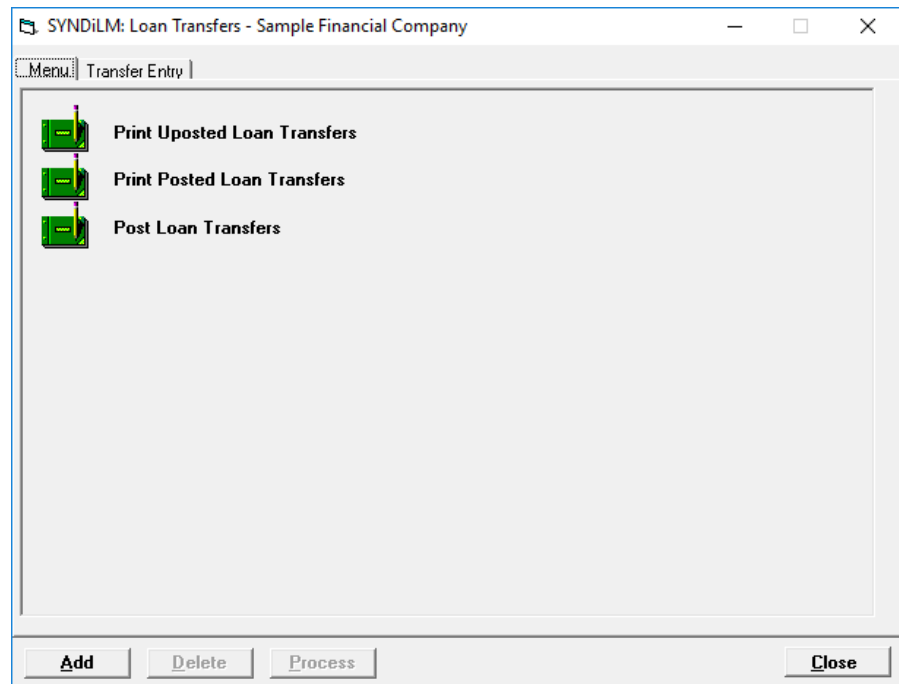 SYNDiLM: Loan Transfers - Sample Financial Company
Menu Transfer Entry
Print Uposted Loan Transfers
Print Posted Loan Transfers
Post Loan Transfers
Add Delete Process Close